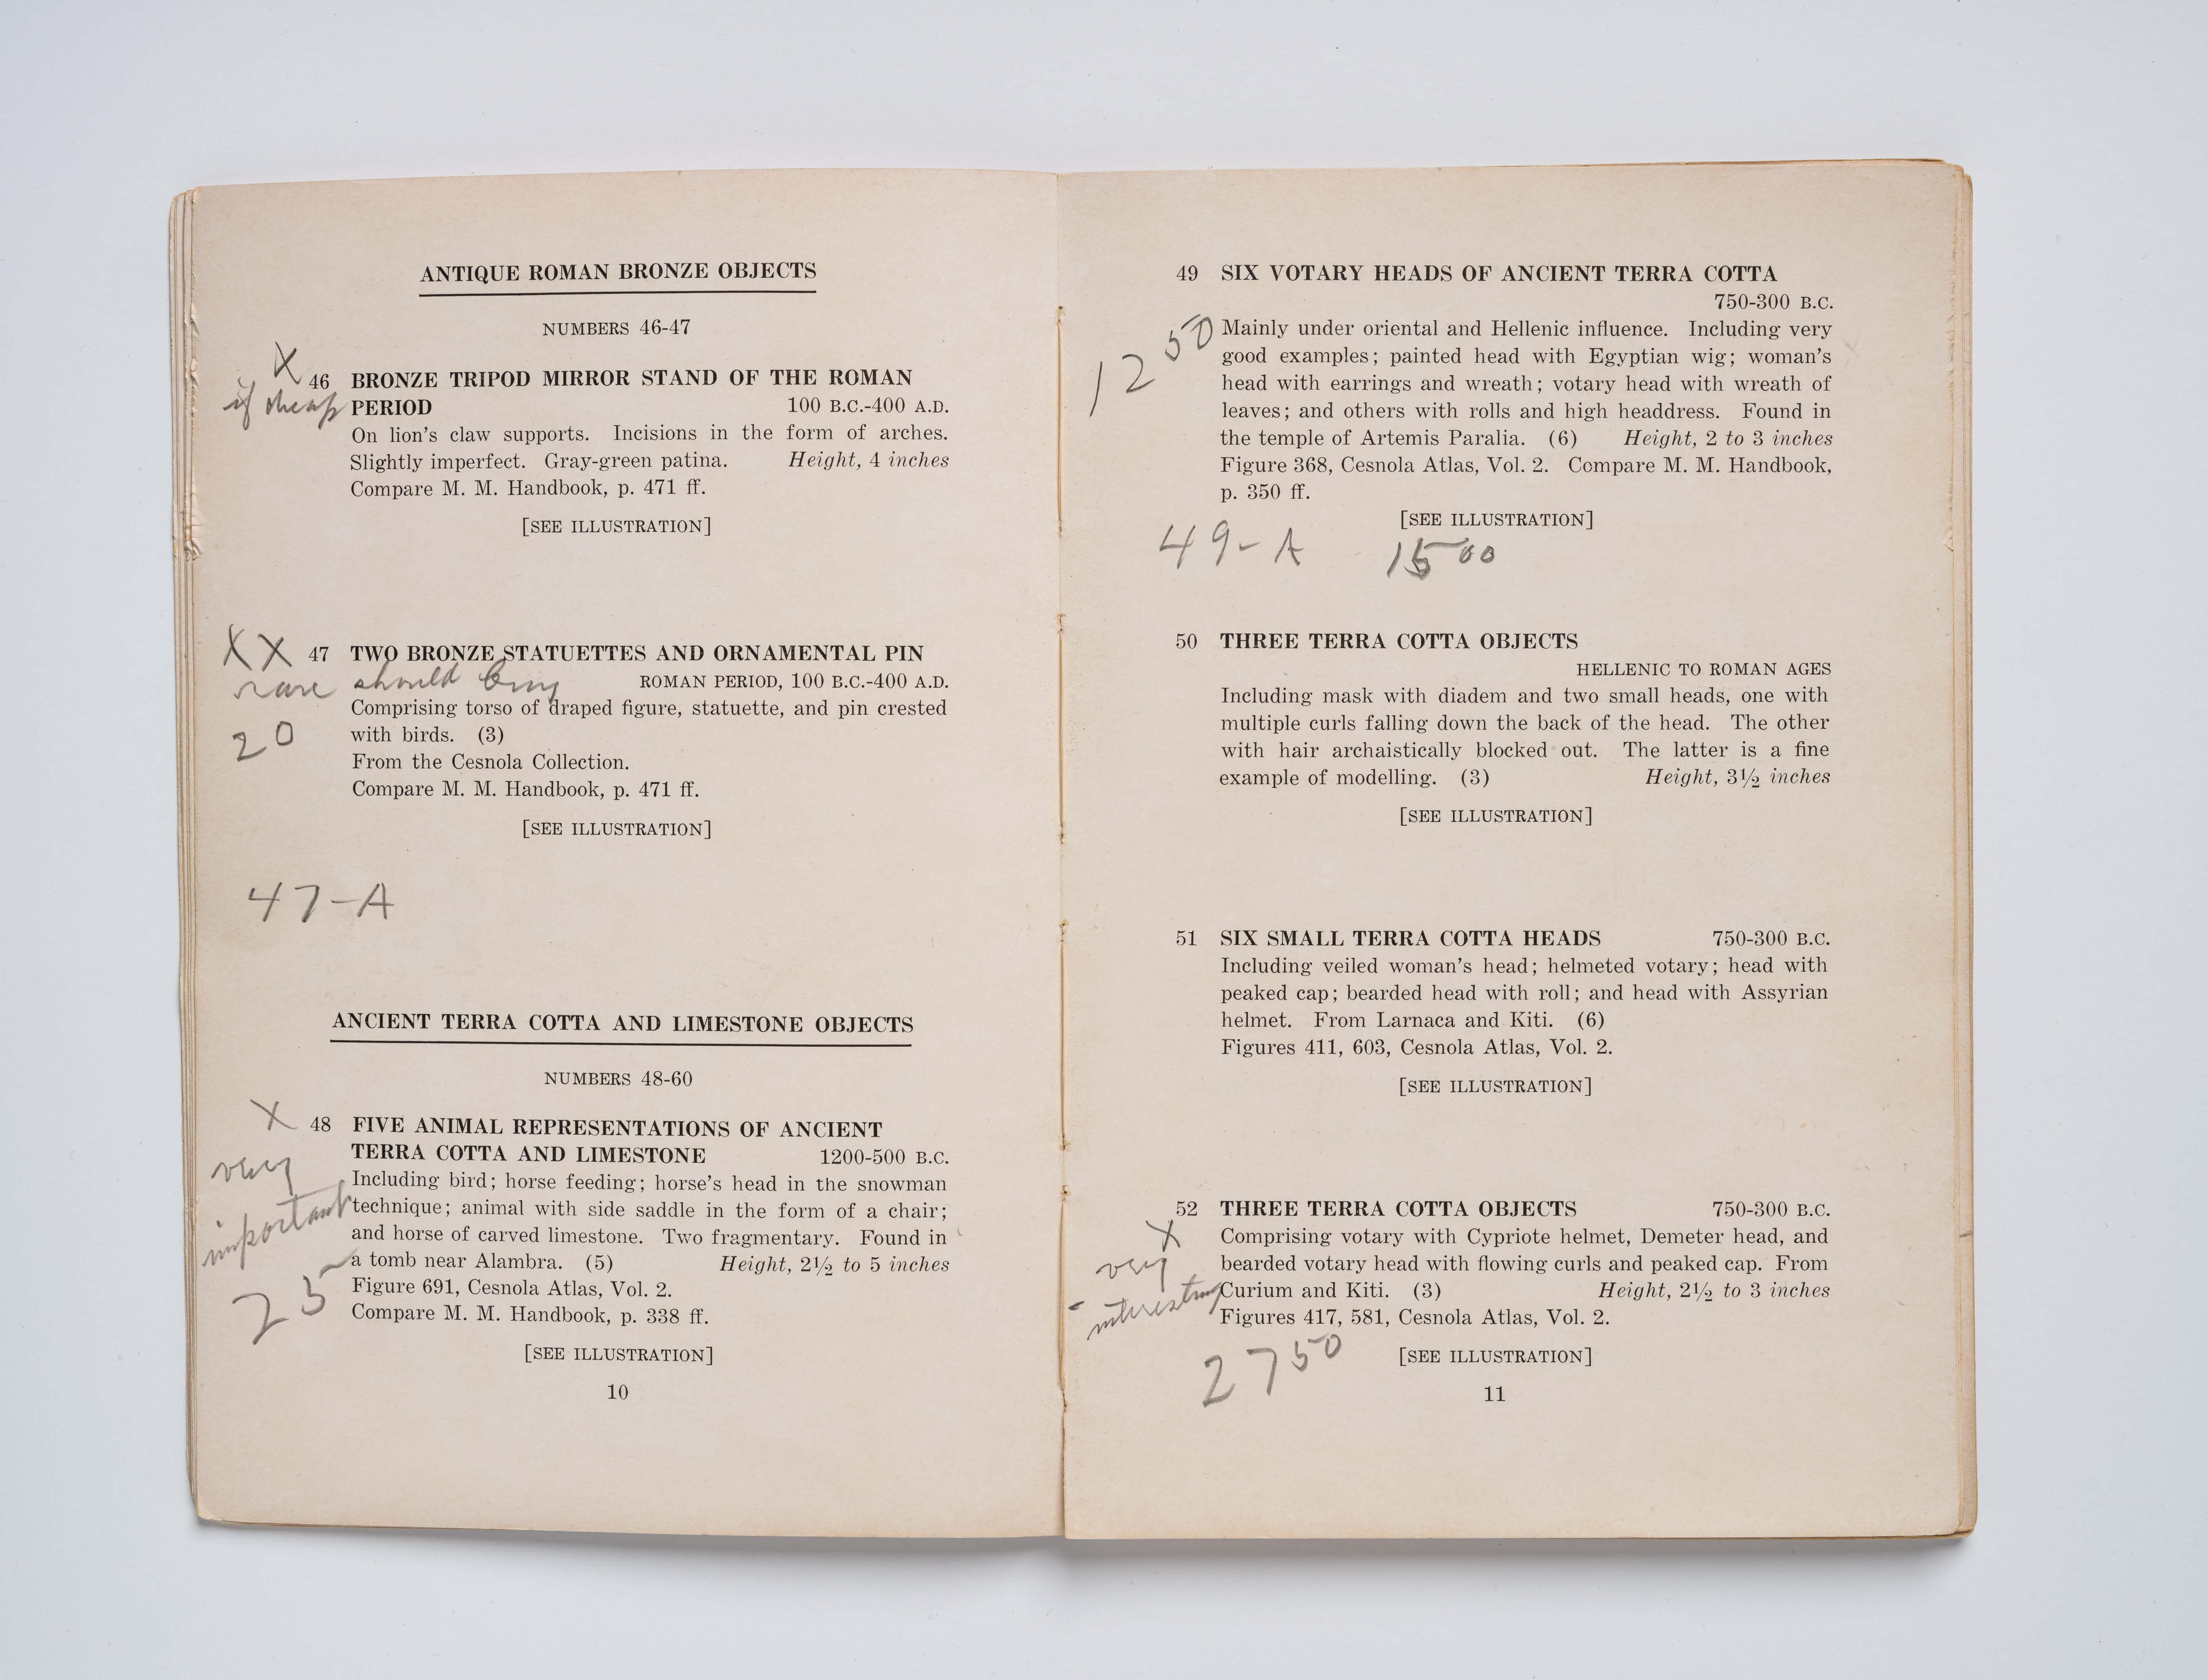 ANTIQUE ROMAN BRONZE OBJECTS
NUMBERS 46-47
X
46 BRONZE TRIPOD MIRROR STAND OF THE ROMAN
if cheap PERIOD 100 B.C.-400 A.D.
On lion's claw supports. Incisions in the form of arches.
Slightly imperfect. Gray-green patina. Height, 4 inches
Compare M. M. Handbook, p. 471 ff.
[SEE ILLUSTRATION]
XX 47 TWO BRONZE STATUETTES AND ORNAMENTAL PIN
rare should bring ROMAN PERIOD, 100 B.C.-400 A.D.
Comprising torso of draped figure, statuette, and pin crested
20 with birds. (3)
From the Cesnola Collection.
Compare M. M. Handbook, p. 471 ff.
[SEE ILLUSTRATION]
47-A
ANCIENT TERRA COTTA AND LIMESTONE OBJECTS
NUMBERS 48-60
X 48 FIVE ANIMAL REPRESENTATIONS OF ANCIENT
TERRA COTTA AND LIMESTONE 1200-500 B.C.
very
Including bird; horse feeding; horse's head in the snowman
important technique; animal with side saddle in the form of a chair;
and horse of carved limestone. Two fragmentary. Found in
a tomb near Alambra. (5) Height, 2½ to 5 inches
25 Figure 691, Cesnola Atlas, Vol. 2.
Compare M. M. Handbook, p. 338 ff.
[SEE ILLUSTRATION]
10
49 SIX VOTARY HEADS OF ANCIENT TERRA COTTA
750-300 B.C.
1250 Mainly under oriental and Hellenic influence. Including very
good examples; painted head with Egyptian wig; woman's
head with earrings and wreath; votary head with wreath of
leaves; and others with rolls and high headdress. Found in
the temple of Artemis Paralia. (6) Height, 2 to 3 inches
Figure 368, Cesnola Atlas, Vol. 2. Compare M. M. Handbook,
p. 350 ff.
[SEE ILLUSTRATION]
49-A 1500
50 THREE TERRA COTTA OBJECTS
HELLENIC TO ROMAN AGES
Including mask with diadem and two small heads, one with
multiple curls falling down the back of the head. The other
with hair archaistically blocked out. The latter is a fine
example of modelling. (3) Height, 3½ inches
[SEE ILLUSTRATION]
51 SIX SMALL TERRA COTTA HEADS 750-300 B.C.
Including veiled woman's head; helmeted votary; head with
peaked cap; bearded head with roll; and head with Assyrian
helmet. From Larnaca and Kiti. (6)
Figures 411, 603, Cesnola Atlas, Vol. 2.
[SEE ILLUSTRATION]
52 THREE TERRA COTTA OBJECTS 750-300 B.C.
X Comprising votary with Cypriote helmet, Demeter head, and
very bearded votary head with flowing curls and peaked cap. From
interesting Curium and Kiti. (3) Height, 2½ to 3 inches
Figures 417, 581, Cesnola Atlas, Vol. 2.
2750 [SEE ILLUSTRATION]
11